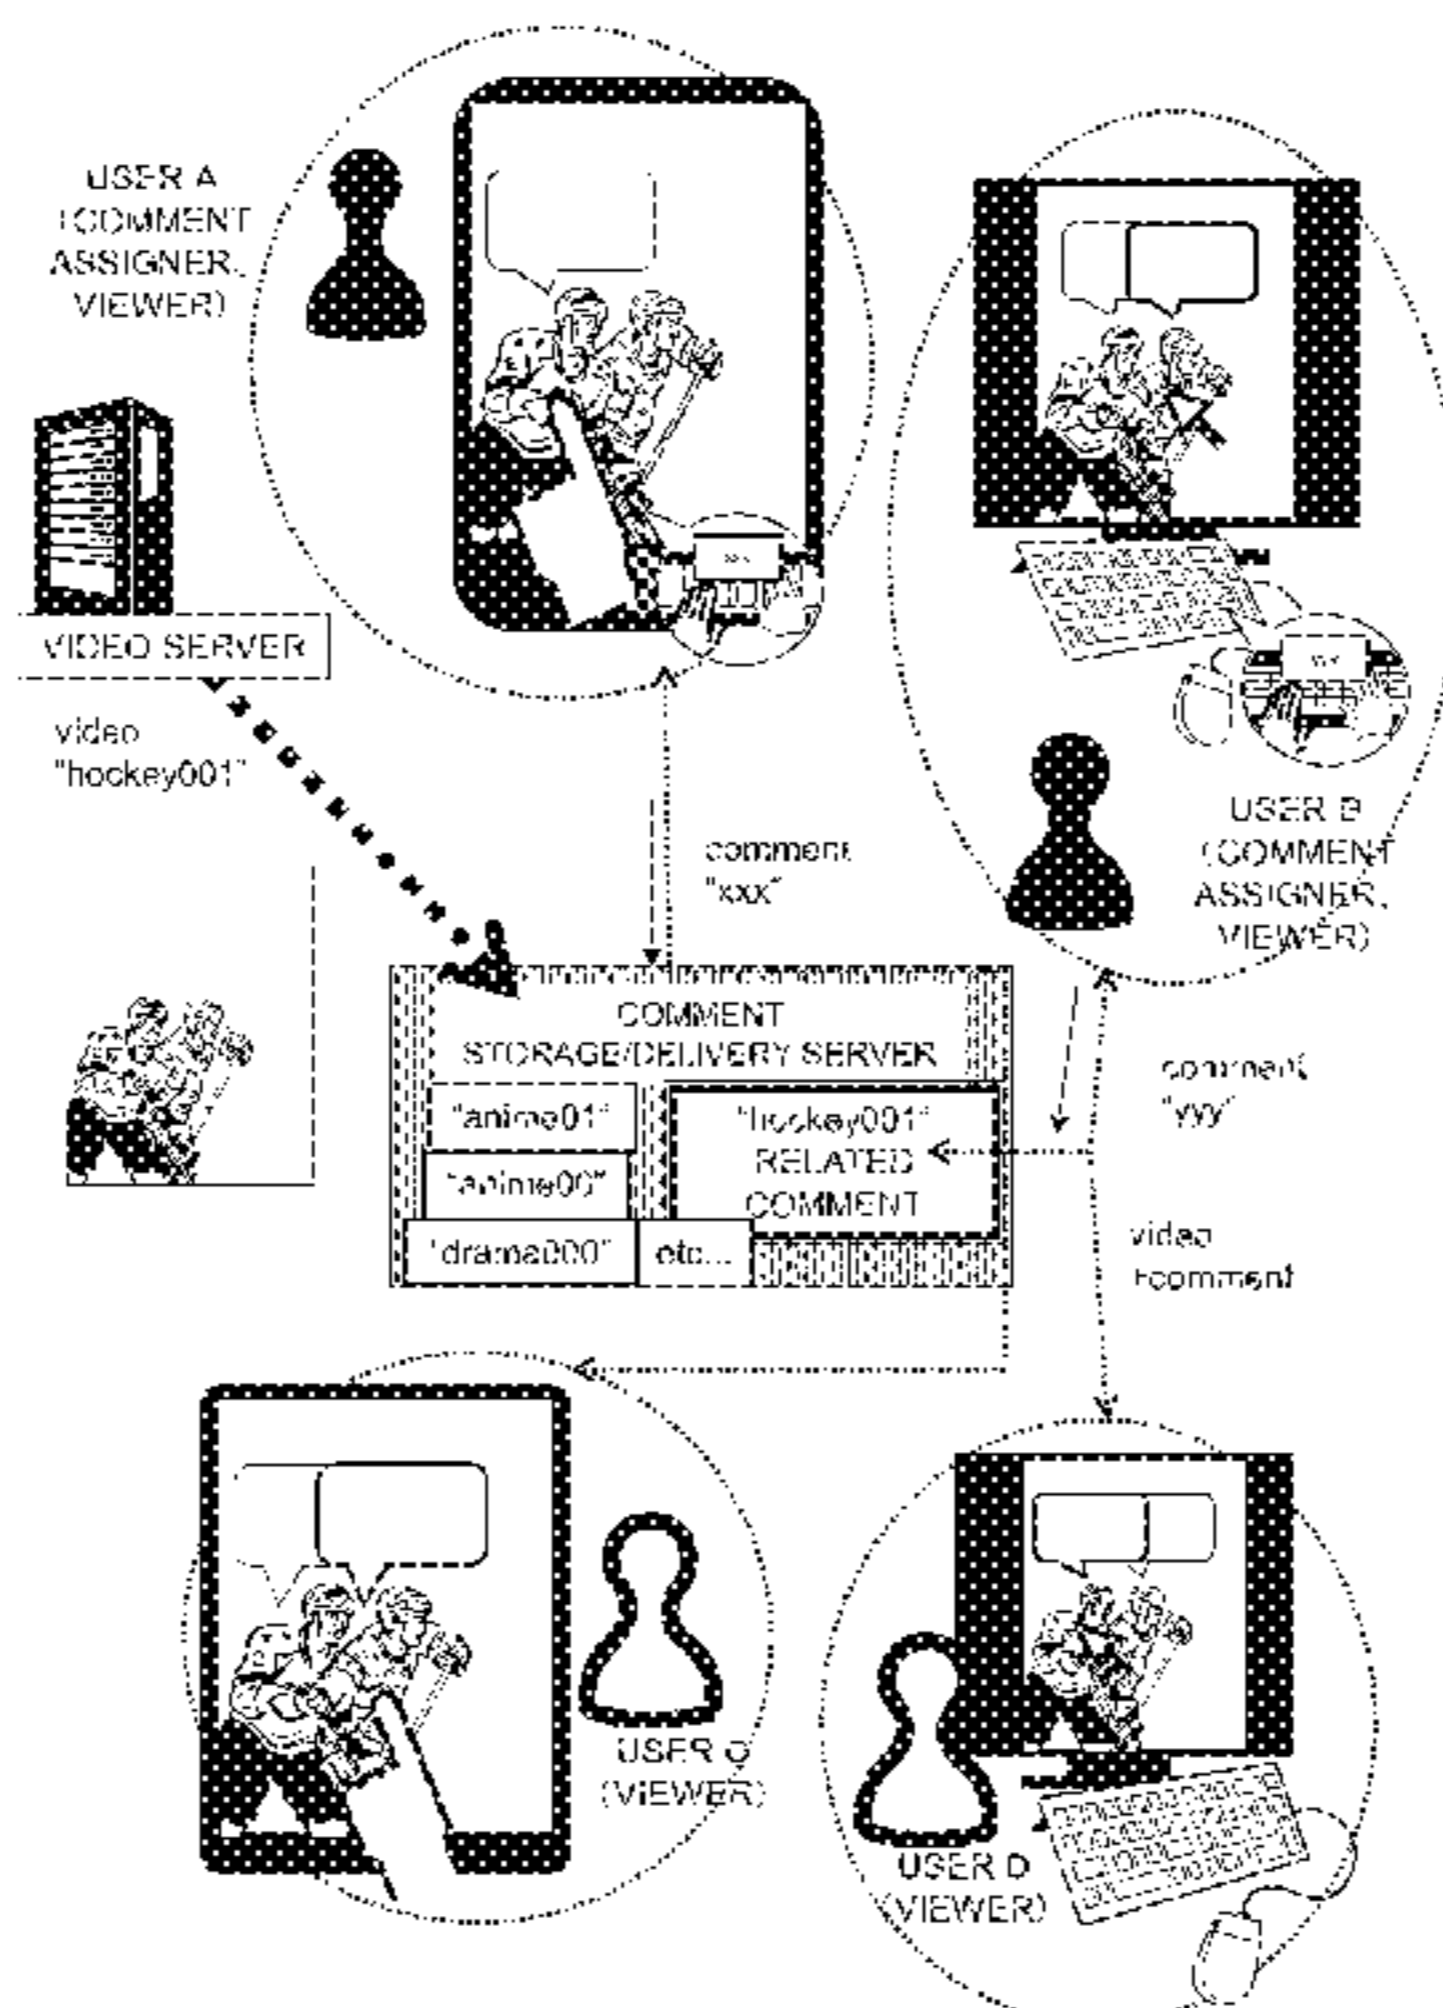 USER A
(COMMENT
ASSIGNER,
VIEWER)
VIDEO SERVER
video
"hockey001"
comment
"xxx"
USER B
(COMMENT
ASSIGNER,
VIEWER)
COMMENT
STORAGE/DELIVERY SERVER
"anime01"
"anime00"
"drama000"
etc...
"hockey001"
RELATED
COMMENT
comment
"yyy"
video
+comment
USER C
(VIEWER)
USER D
(VIEWER)